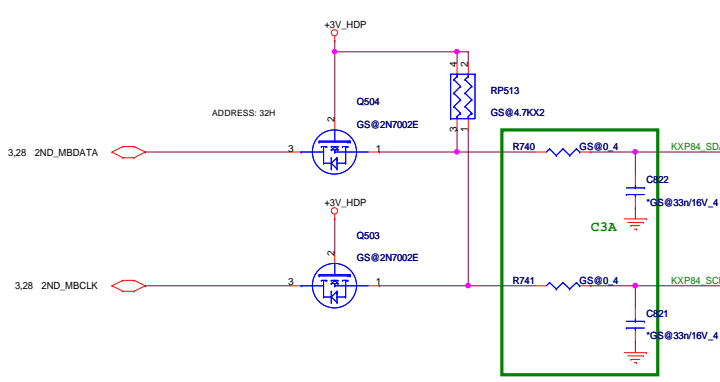 +3V_HDP
4
2
RP513
GS@4.7KX2
3
1
Q504
GS@2N7002E
ADDRESS: 32H
2
3,28 2ND_MBDATA
3
1
R740
GS@0_4
KXP84_SD
C822
*GS@33n/16V_4
C3A
+3V_HDP
Q503
GS@2N7002E
2
3,28 2ND_MBCLK
3
1
R741
GS@0_4
KXP84_SC
C821
*GS@33n/16V_4